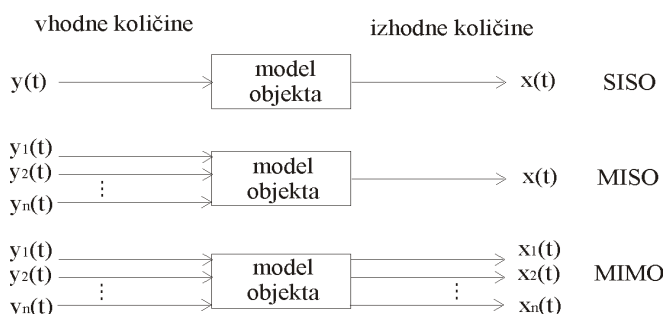 vhodne količine izhodne količine
y(t) model objekta x(t) SISO
y1(t)
y2(t) model objekta x(t) MISO
⋮
yn(t)
y1(t) x1(t)
y2(t) model objekta x2(t) MIMO
⋮ ⋮
yn(t) xn(t)